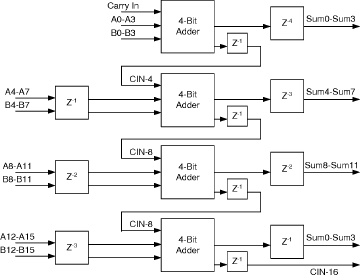 Carry In
A0-A3
B0-B3
4-Bit
Adder
Z-4
Sum0-Sum3
Z-1
CIN-4
A4-A7
B4-B7
Z-1
4-Bit
Adder
Z-3
Sum4-Sum7
Z-1
CIN-8
A8-A11
B8-B11
Z-2
4-Bit
Adder
Z-2
Sum8-Sum11
Z-1
CIN-8
A12-A15
B12-B15
Z-3
4-Bit
Adder
Z-1
Sum0-Sum3
Z-1
CIN-16